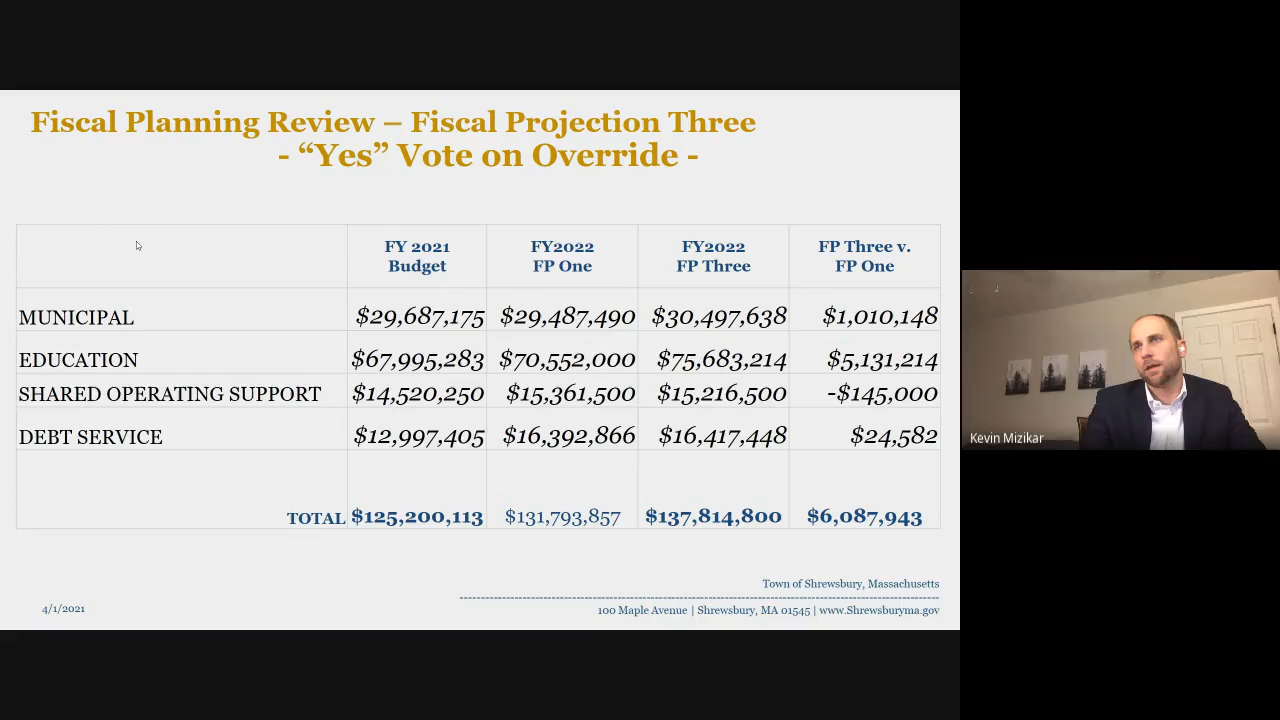 Fiscal Planning Review – Fiscal Projection Three
- “Yes” Vote on Override -
FY 2021 Budget FY2022 FP One FY2022 FP Three FP Three v. FP One
MUNICIPAL $29,687,175 $29,487,490 $30,497,638 $1,010,148
EDUCATION $67,995,283 $70,552,000 $75,683,214 $5,131,214
SHARED OPERATING SUPPORT $14,520,250 $15,361,500 $15,216,500 -$145,000
DEBT SERVICE $12,997,405 $16,392,866 $16,417,448 $24,582
TOTAL $125,200,113 $131,793,857 $137,814,800 $6,087,943
Town of Shrewsbury, Massachusetts
4/1/2021
100 Maple Avenue | Shrewsbury, MA 01545 | www.Shrewsburyma.gov
Kevin Mizikar